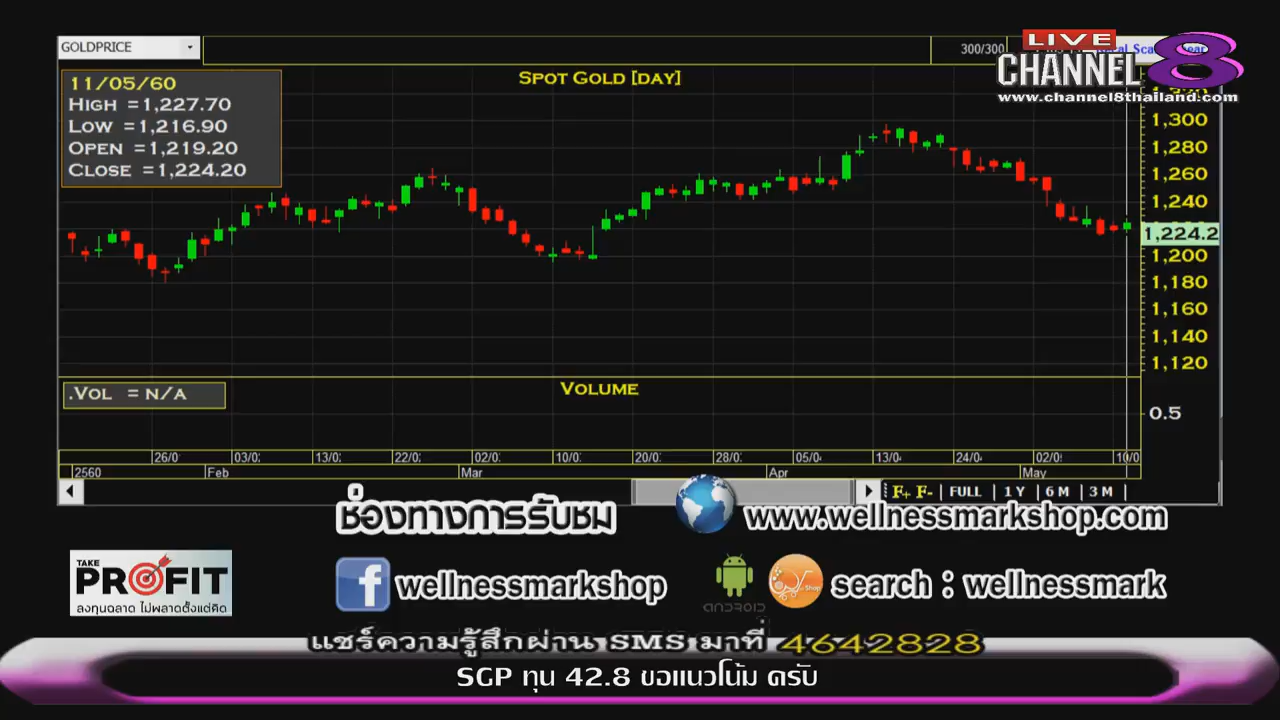 GOLDPRICE
300/300
LIVE
CHANNEL 8
www.channel8thailand.com
SPOT GOLD [DAY]
11/05/60
HIGH =1,227.70
LOW =1,216.90
OPEN =1,219.20
CLOSE =1,224.20
1,300
1,280
1,260
1,240
1,224.2
1,200
1,180
1,160
1,140
1,120
.VOL = N/A
VOLUME
0.5
26/0 03/0 13/0 22/0 02/0 10/0 20/0 28/0 05/0 13/0 24/0 02/0 10/0
2560 Feb Mar Apr May
F+ F- FULL 1 Y 6 M 3 M
ช่องทางการรับชม www.wellnessmarkshop.com
TAKE
PROFIT
ลงทุนฉลาด ไม่พลาดตั้งแต่คิด
wellnessmarkshop
search : wellnessmark
แชร์ความรู้สึกผ่าน SMS มาที่ 4642828
SGP ทุน 42.8 ขอแนวโน้ม ครับ